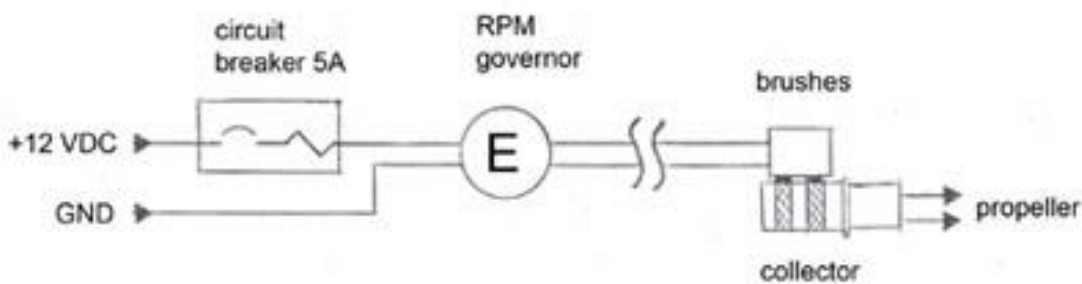 circuit
breaker 5A
RPM
governor
brushes
+12 VDC
E
GND
propeller
collector